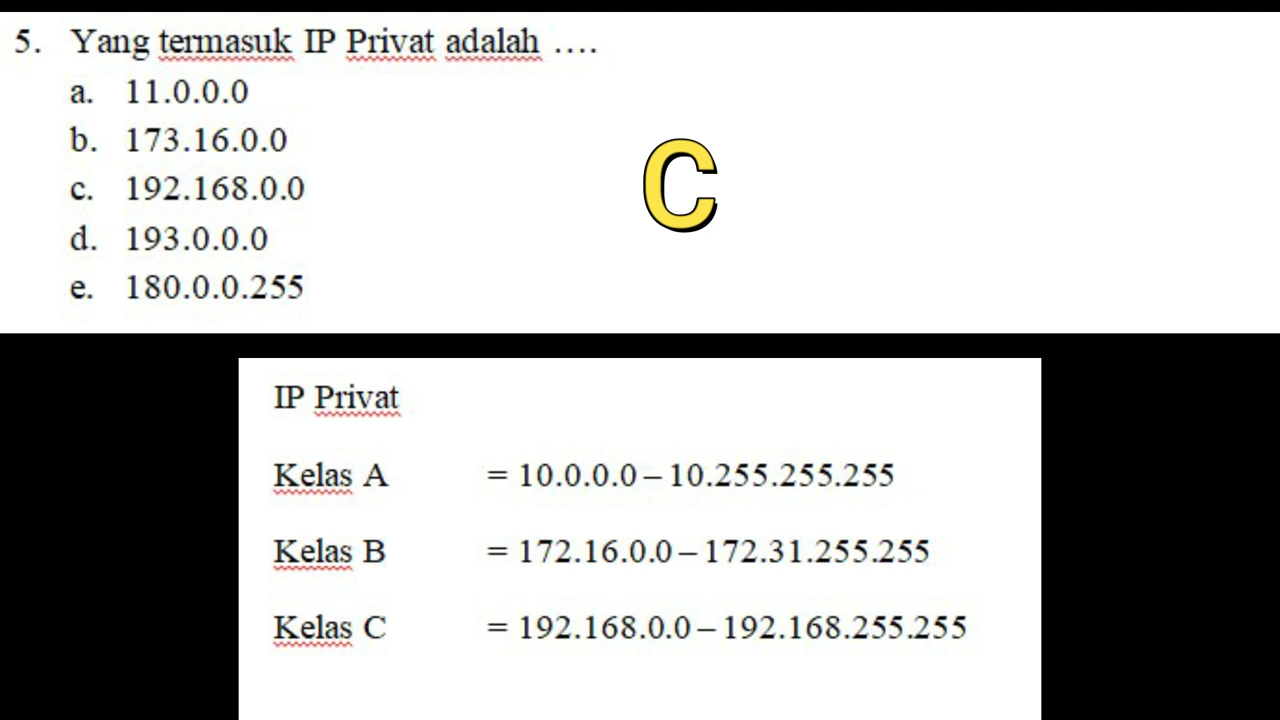 5. Yang termasuk IP Privat adalah ....
a. 11.0.0.0
b. 173.16.0.0
c. 192.168.0.0
d. 193.0.0.0
e. 180.0.0.255
C
IP Privat
Kelas A = 10.0.0.0 – 10.255.255.255
Kelas B = 172.16.0.0 – 172.31.255.255
Kelas C = 192.168.0.0 – 192.168.255.255